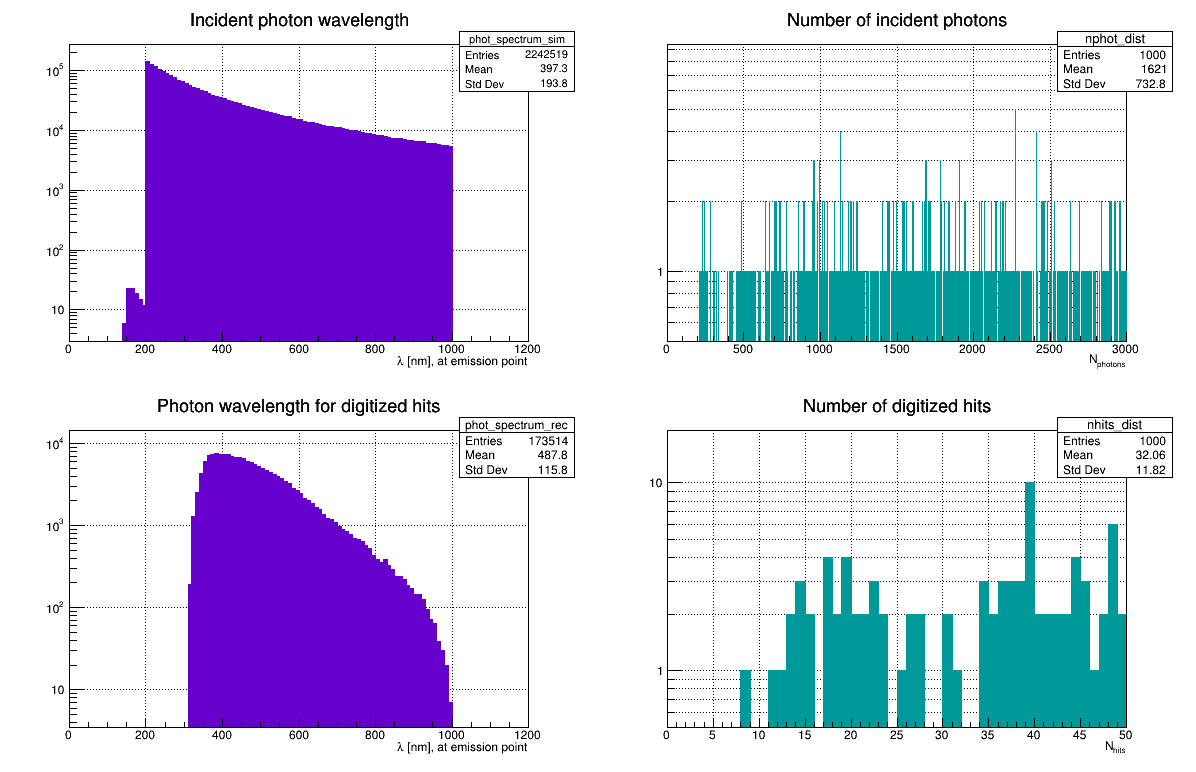 Incident photon wavelength
phot_spectrum_sim
Entries 2242519
Mean 397.3
Std Dev 193.8
10^5
10^4
10^3
10^2
10
0 200 400 600 800 1000 1200
λ [nm], at emission point
Number of incident photons
nphot_dist
Entries 1000
Mean 1621
Std Dev 732.8
1
0 500 1000 1500 2000 2500 3000
N_photons
Photon wavelength for digitized hits
phot_spectrum_rec
Entries 173514
Mean 487.8
Std Dev 115.8
10^4
10^3
10^2
10
0 200 400 600 800 1000 1200
λ [nm], at emission point
Number of digitized hits
nhits_dist
Entries 1000
Mean 32.06
Std Dev 11.82
10
1
0 5 10 15 20 25 30 35 40 45 50
N_hits